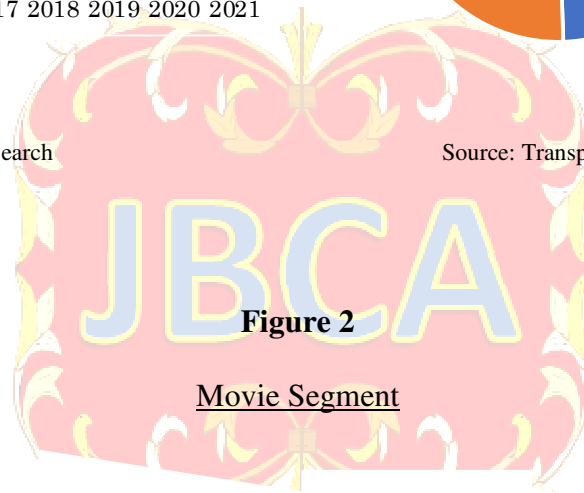 17 2018 2019 2020 2021
earch
Source: Transp
JBCA
Figure 2
Movie Segment